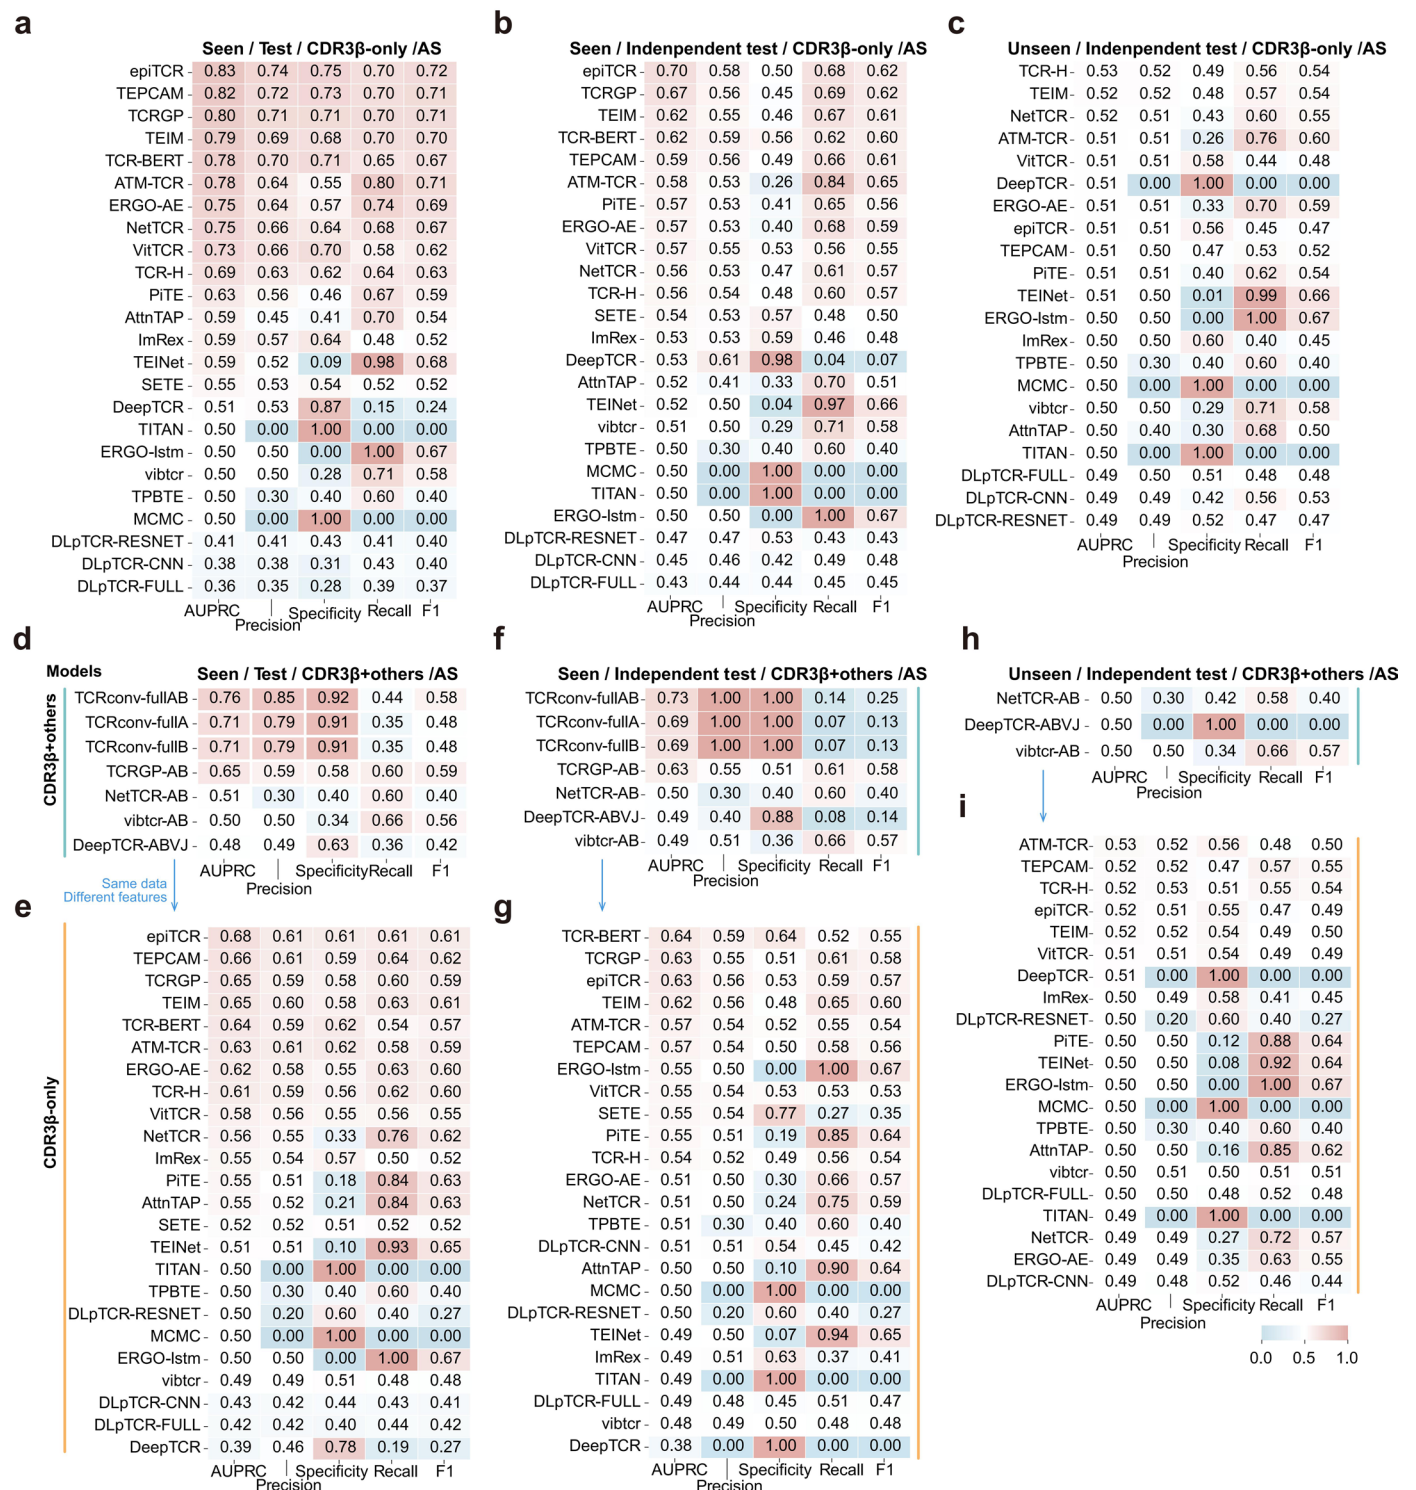 a
Seen / Test / CDR3β-only /AS
epiTCR 0.83 0.74 0.75 0.70 0.72
TEPCAM 0.82 0.72 0.73 0.70 0.71
TCRGP 0.80 0.71 0.71 0.70 0.71
TEIM 0.79 0.69 0.68 0.70 0.70
TCR-BERT 0.78 0.70 0.71 0.65 0.67
ATM-TCR 0.78 0.64 0.55 0.80 0.71
ERGO-AE 0.75 0.64 0.57 0.74 0.69
NetTCR 0.75 0.66 0.64 0.68 0.67
VitTCR 0.73 0.66 0.70 0.58 0.62
TCR-H 0.69 0.63 0.62 0.64 0.63
PiTE 0.63 0.56 0.46 0.67 0.59
AttnTAP 0.59 0.45 0.41 0.70 0.54
ImRex 0.59 0.57 0.64 0.48 0.52
TEINet 0.59 0.52 0.09 0.98 0.68
SETE 0.55 0.53 0.54 0.52 0.52
DeepTCR 0.51 0.53 0.87 0.15 0.24
TITAN 0.50 0.00 1.00 0.00 0.00
ERGO-lstm 0.50 0.50 0.00 1.00 0.67
vibtcr 0.50 0.50 0.28 0.71 0.58
TPBTE 0.50 0.30 0.40 0.60 0.40
MCMC 0.50 0.00 1.00 0.00 0.00
DLpTCR-RESNET 0.41 0.41 0.43 0.41 0.40
DLpTCR-CNN 0.38 0.38 0.31 0.43 0.40
DLpTCR-FULL 0.36 0.35 0.28 0.39 0.37
AUPRC Specificity Recall F1
Precision
b
Seen / Indenpendent test / CDR3β-only /AS
epiTCR 0.70 0.58 0.50 0.68 0.62
TCRGP 0.67 0.56 0.45 0.69 0.62
TEIM 0.62 0.55 0.46 0.67 0.61
TCR-BERT 0.62 0.59 0.56 0.62 0.60
TEPCAM 0.59 0.56 0.49 0.66 0.61
ATM-TCR 0.58 0.53 0.26 0.84 0.65
PiTE 0.57 0.53 0.41 0.65 0.56
ERGO-AE 0.57 0.53 0.40 0.68 0.59
VitTCR 0.57 0.55 0.53 0.56 0.55
NetTCR 0.56 0.53 0.47 0.61 0.57
TCR-H 0.56 0.54 0.48 0.60 0.57
SETE 0.54 0.53 0.57 0.48 0.50
ImRex 0.53 0.53 0.59 0.46 0.48
DeepTCR 0.53 0.61 0.98 0.04 0.07
AttnTAP 0.52 0.41 0.33 0.70 0.51
TEINet 0.52 0.50 0.04 0.97 0.66
vibtcr 0.51 0.50 0.29 0.71 0.58
TPBTE 0.50 0.30 0.40 0.60 0.40
MCMC 0.50 0.00 1.00 0.00 0.00
TITAN 0.50 0.00 1.00 0.00 0.00
ERGO-lstm 0.50 0.50 0.00 1.00 0.67
DLpTCR-RESNET 0.47 0.47 0.53 0.43 0.43
DLpTCR-CNN 0.45 0.46 0.42 0.49 0.48
DLpTCR-FULL 0.43 0.44 0.44 0.45 0.45
AUPRC Specificity Recall F1
Precision
c
Unseen / Indenpendent test / CDR3β-only /AS
TCR-H 0.53 0.52 0.49 0.56 0.54
TEIM 0.52 0.52 0.48 0.57 0.54
NetTCR 0.52 0.51 0.43 0.60 0.55
ATM-TCR 0.51 0.51 0.26 0.76 0.60
VitTCR 0.51 0.51 0.58 0.44 0.48
DeepTCR 0.51 0.00 1.00 0.00 0.00
ERGO-AE 0.51 0.51 0.33 0.70 0.59
epiTCR 0.51 0.51 0.56 0.45 0.47
TEPCAM 0.51 0.50 0.47 0.53 0.52
PiTE 0.51 0.51 0.40 0.62 0.54
TEINet 0.51 0.50 0.01 0.99 0.66
ERGO-lstm 0.50 0.50 0.00 1.00 0.67
ImRex 0.50 0.50 0.60 0.40 0.45
TPBTE 0.50 0.30 0.40 0.60 0.40
MCMC 0.50 0.00 1.00 0.00 0.00
vibtcr 0.50 0.50 0.29 0.71 0.58
AttnTAP 0.50 0.40 0.30 0.68 0.50
TITAN 0.50 0.00 1.00 0.00 0.00
DLpTCR-FULL 0.49 0.50 0.51 0.48 0.48
DLpTCR-CNN 0.49 0.49 0.42 0.56 0.53
DLpTCR-RESNET 0.49 0.49 0.52 0.47 0.47
AUPRC Specificity Recall F1
Precision
d
Models
Seen / Test / CDR3β+others /AS
CDR3β+others
TCRconv-fullAB 0.76 0.85 0.92 0.44 0.58
TCRconv-fullA 0.71 0.79 0.91 0.35 0.48
TCRconv-fullB 0.71 0.79 0.91 0.35 0.48
TCRGP-AB 0.65 0.59 0.58 0.60 0.59
NetTCR-AB 0.51 0.30 0.40 0.60 0.40
vibtcr-AB 0.50 0.50 0.34 0.66 0.56
DeepTCR-ABVJ 0.48 0.49 0.63 0.36 0.42
AUPRC Specificity Recall F1
Precision
Same data
Different features
f
Seen / Independent test / CDR3β+others /AS
TCRconv-fullAB 0.73 1.00 1.00 0.14 0.25
TCRconv-fullA 0.69 1.00 1.00 0.07 0.13
TCRconv-fullB 0.69 1.00 1.00 0.07 0.13
TCRGP-AB 0.63 0.55 0.51 0.61 0.58
NetTCR-AB 0.50 0.30 0.40 0.60 0.40
DeepTCR-ABVJ 0.49 0.40 0.88 0.08 0.14
vibtcr-AB 0.49 0.51 0.36 0.66 0.57
AUPRC Specificity Recall F1
Precision
h
Unseen / Independent test / CDR3β+others /AS
NetTCR-AB 0.50 0.30 0.42 0.58 0.40
DeepTCR-ABVJ 0.50 0.00 1.00 0.00 0.00
vibtcr-AB 0.50 0.50 0.34 0.66 0.57
AUPRC Specificity Recall F1
Precision
e
CDR3β-only
epiTCR 0.68 0.61 0.61 0.61 0.61
TEPCAM 0.66 0.61 0.59 0.64 0.62
TCRGP 0.65 0.59 0.58 0.60 0.59
TEIM 0.65 0.60 0.58 0.63 0.61
TCR-BERT 0.64 0.59 0.62 0.54 0.57
ATM-TCR 0.63 0.61 0.62 0.58 0.59
ERGO-AE 0.62 0.58 0.55 0.63 0.60
TCR-H 0.61 0.59 0.56 0.62 0.60
VitTCR 0.58 0.56 0.55 0.56 0.55
NetTCR 0.56 0.55 0.33 0.76 0.62
ImRex 0.55 0.54 0.57 0.50 0.52
PiTE 0.55 0.51 0.18 0.84 0.63
AttnTAP 0.55 0.52 0.21 0.84 0.63
SETE 0.52 0.52 0.51 0.52 0.52
TEINet 0.51 0.51 0.10 0.93 0.65
TITAN 0.50 0.00 1.00 0.00 0.00
TPBTE 0.50 0.30 0.40 0.60 0.40
DLpTCR-RESNET 0.50 0.20 0.60 0.40 0.27
MCMC 0.50 0.00 1.00 0.00 0.00
ERGO-lstm 0.50 0.50 0.00 1.00 0.67
vibtcr 0.49 0.49 0.51 0.48 0.48
DLpTCR-CNN 0.43 0.42 0.44 0.43 0.41
DLpTCR-FULL 0.42 0.42 0.40 0.44 0.42
DeepTCR 0.39 0.46 0.78 0.19 0.27
AUPRC Specificity Recall F1
Precision
g
TCR-BERT 0.64 0.59 0.64 0.52 0.55
TCRGP 0.63 0.55 0.51 0.61 0.58
epiTCR 0.63 0.56 0.53 0.59 0.57
TEIM 0.62 0.56 0.48 0.65 0.60
ATM-TCR 0.57 0.54 0.52 0.55 0.54
TEPCAM 0.57 0.54 0.50 0.58 0.56
ERGO-lstm 0.55 0.50 0.00 1.00 0.67
VitTCR 0.55 0.54 0.53 0.53 0.53
SETE 0.55 0.54 0.77 0.27 0.35
PiTE 0.55 0.51 0.19 0.85 0.64
TCR-H 0.54 0.52 0.49 0.56 0.54
ERGO-AE 0.51 0.50 0.30 0.66 0.57
NetTCR 0.51 0.50 0.24 0.75 0.59
TPBTE 0.51 0.30 0.40 0.60 0.40
DLpTCR-CNN 0.51 0.51 0.54 0.45 0.42
AttnTAP 0.50 0.50 0.10 0.90 0.64
MCMC 0.50 0.00 1.00 0.00 0.00
DLpTCR-RESNET 0.50 0.20 0.60 0.40 0.27
TEINet 0.49 0.50 0.07 0.94 0.65
ImRex 0.49 0.51 0.63 0.37 0.41
TITAN 0.49 0.00 1.00 0.00 0.00
DLpTCR-FULL 0.49 0.48 0.45 0.51 0.47
vibtcr 0.48 0.49 0.50 0.48 0.48
DeepTCR 0.38 0.00 1.00 0.00 0.00
AUPRC Specificity Recall F1
Precision
i
ATM-TCR 0.53 0.52 0.56 0.48 0.50
TEPCAM 0.52 0.52 0.47 0.57 0.55
TCR-H 0.52 0.53 0.51 0.55 0.54
epiTCR 0.52 0.51 0.55 0.47 0.49
TEIM 0.52 0.52 0.54 0.49 0.50
VitTCR 0.51 0.51 0.54 0.49 0.49
DeepTCR 0.51 0.00 1.00 0.00 0.00
ImRex 0.50 0.49 0.58 0.41 0.45
DLpTCR-RESNET 0.50 0.20 0.60 0.40 0.27
PiTE 0.50 0.50 0.12 0.88 0.64
TEINet 0.50 0.50 0.08 0.92 0.64
ERGO-lstm 0.50 0.50 0.00 1.00 0.67
MCMC 0.50 0.00 1.00 0.00 0.00
TPBTE 0.50 0.30 0.40 0.60 0.40
AttnTAP 0.50 0.50 0.16 0.85 0.62
vibtcr 0.50 0.51 0.50 0.51 0.51
DLpTCR-FULL 0.50 0.50 0.48 0.52 0.48
TITAN 0.49 0.00 1.00 0.00 0.00
NetTCR 0.49 0.49 0.27 0.72 0.57
ERGO-AE 0.49 0.49 0.35 0.63 0.55
DLpTCR-CNN 0.49 0.48 0.52 0.46 0.44
AUPRC Specificity Recall F1
Precision
0.0 0.5 1.0